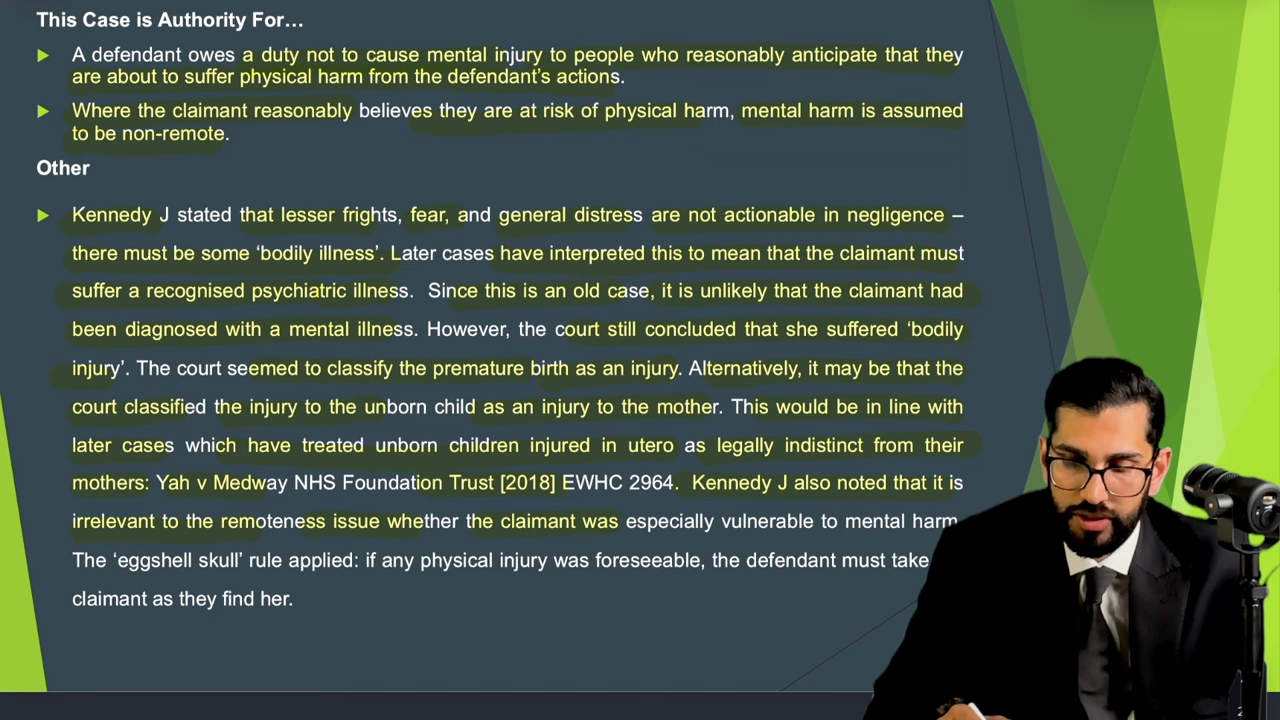 This Case is Authority For…
A defendant owes a duty not to cause mental injury to people who reasonably anticipate that they
are about to suffer physical harm from the defendant’s actions.
Where the claimant reasonably believes they are at risk of physical harm, mental harm is assumed
to be non-remote.
Other
Kennedy J stated that lesser frights, fear, and general distress are not actionable in negligence –
there must be some ‘bodily illness’. Later cases have interpreted this to mean that the claimant must
suffer a recognised psychiatric illness. Since this is an old case, it is unlikely that the claimant had
been diagnosed with a mental illness. However, the court still concluded that she suffered ‘bodily
injury’. The court seemed to classify the premature birth as an injury. Alternatively, it may be that the
court classified the injury to the unborn child as an injury to the mother. This would be in line with
later cases which have treated unborn children injured in utero as legally indistinct from their
mothers: Yah v Medway NHS Foundation Trust [2018] EWHC 2964. Kennedy J also noted that it is
irrelevant to the remoteness issue whether the claimant was especially vulnerable to mental harm
The ‘eggshell skull’ rule applied: if any physical injury was foreseeable, the defendant must take
claimant as they find her.